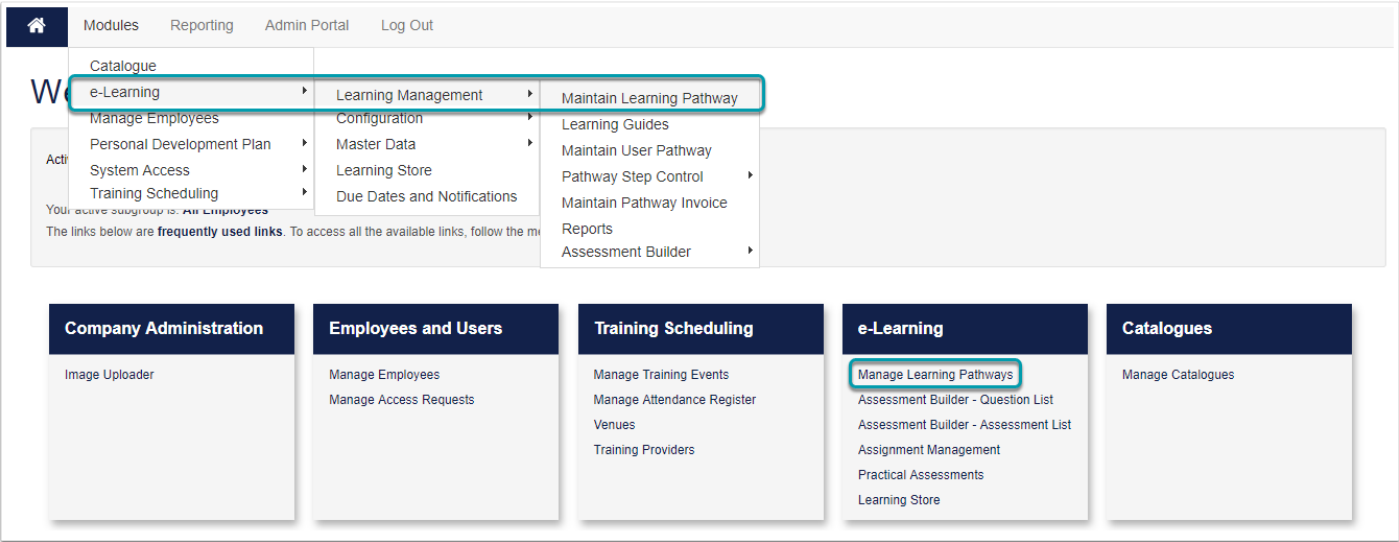 Modules Reporting Admin Portal Log Out
Catalogue
e-Learning
Manage Employees
Personal Development Plan
System Access
Training Scheduling
Learning Management
Configuration
Master Data
Learning Store
Due Dates and Notifications
Maintain Learning Pathway
Learning Guides
Maintain User Pathway
Pathway Step Control
Maintain Pathway Invoice
Reports
Assessment Builder
We
Acti
Your active subgroup is: All Employees
The links below are frequently used links. To access all the available links, follow the me
Company Administration
Image Uploader
Employees and Users
Manage Employees
Manage Access Requests
Training Scheduling
Manage Training Events
Manage Attendance Register
Venues
Training Providers
e-Learning
Manage Learning Pathways
Assessment Builder - Question List
Assessment Builder - Assessment List
Assignment Management
Practical Assessments
Learning Store
Catalogues
Manage Catalogues